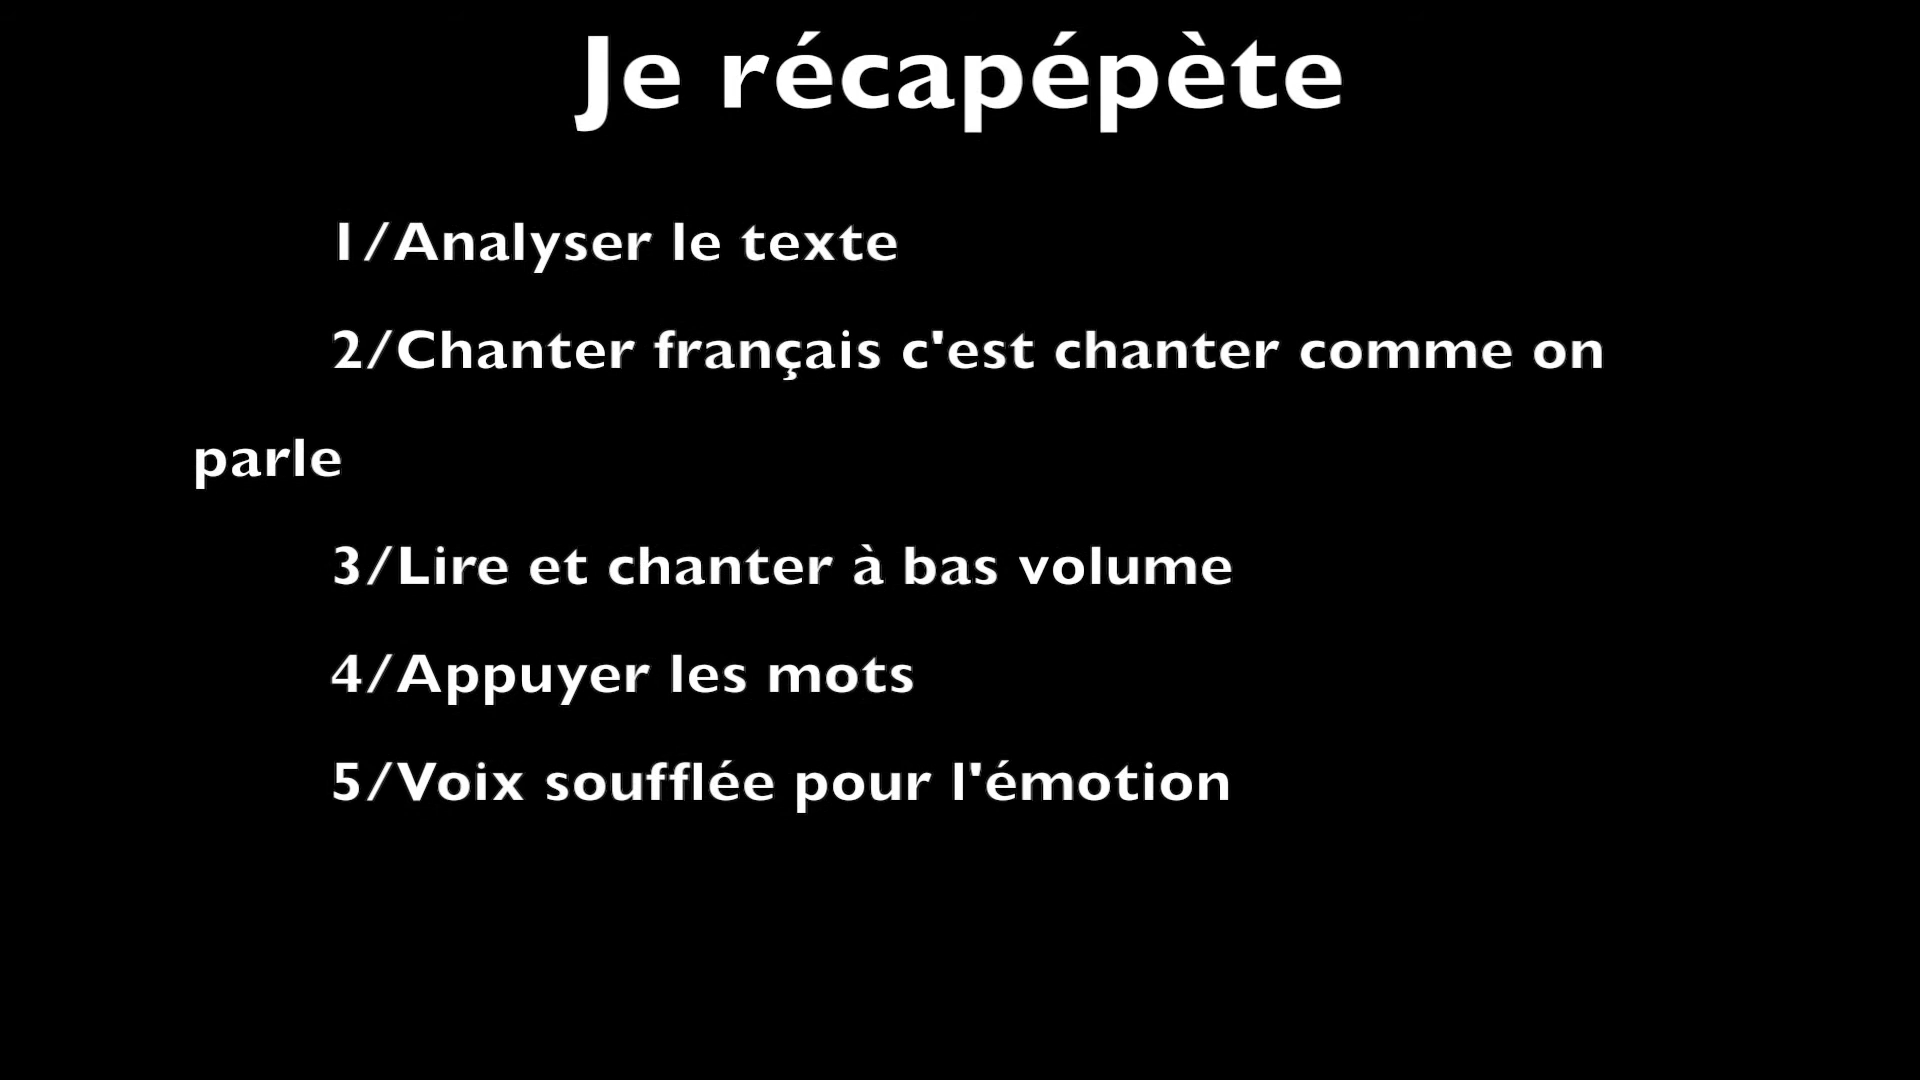 Je récapépète
1/Analyser le texte
2/Chanter français c'est chanter comme on
parle
3/Lire et chanter à bas volume
4/Appuyer les mots
5/Voix soufflée pour l'émotion